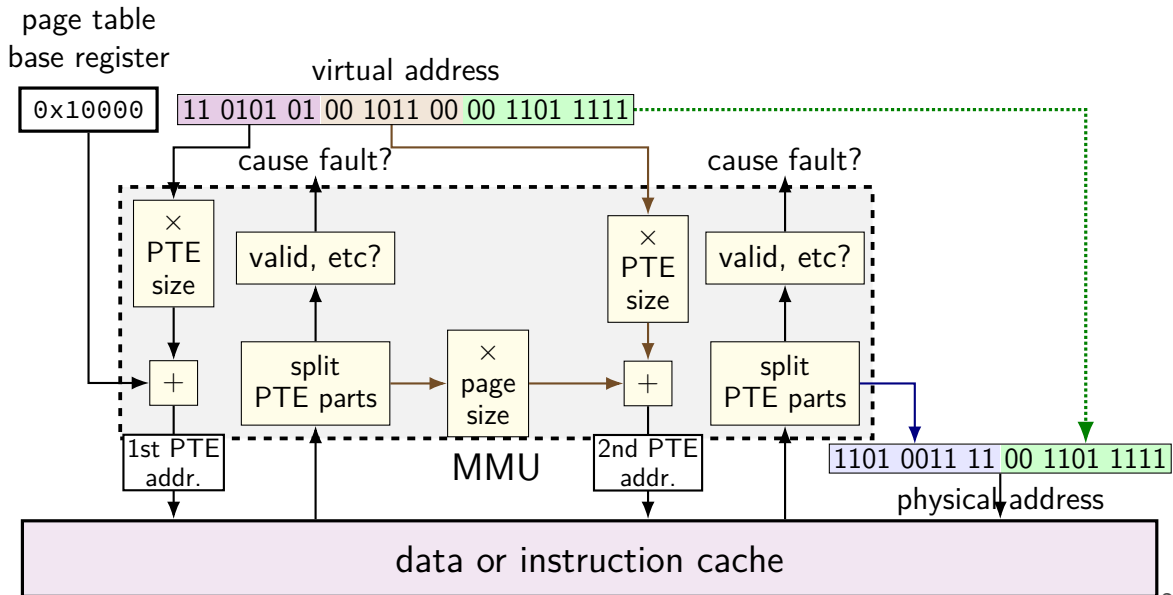 page table
base register
virtual address
0x10000
11 0101 01 00 1011 00 00 1101 1111
cause fault?
cause fault?
×
PTE
size
valid, etc?
×
PTE
size
valid, etc?
+
split
PTE parts
×
page
size
+
split
PTE parts
1st PTE
addr.
MMU
2nd PTE
addr.
1101 0011 11 00 1101 1111
physical address
data or instruction cache